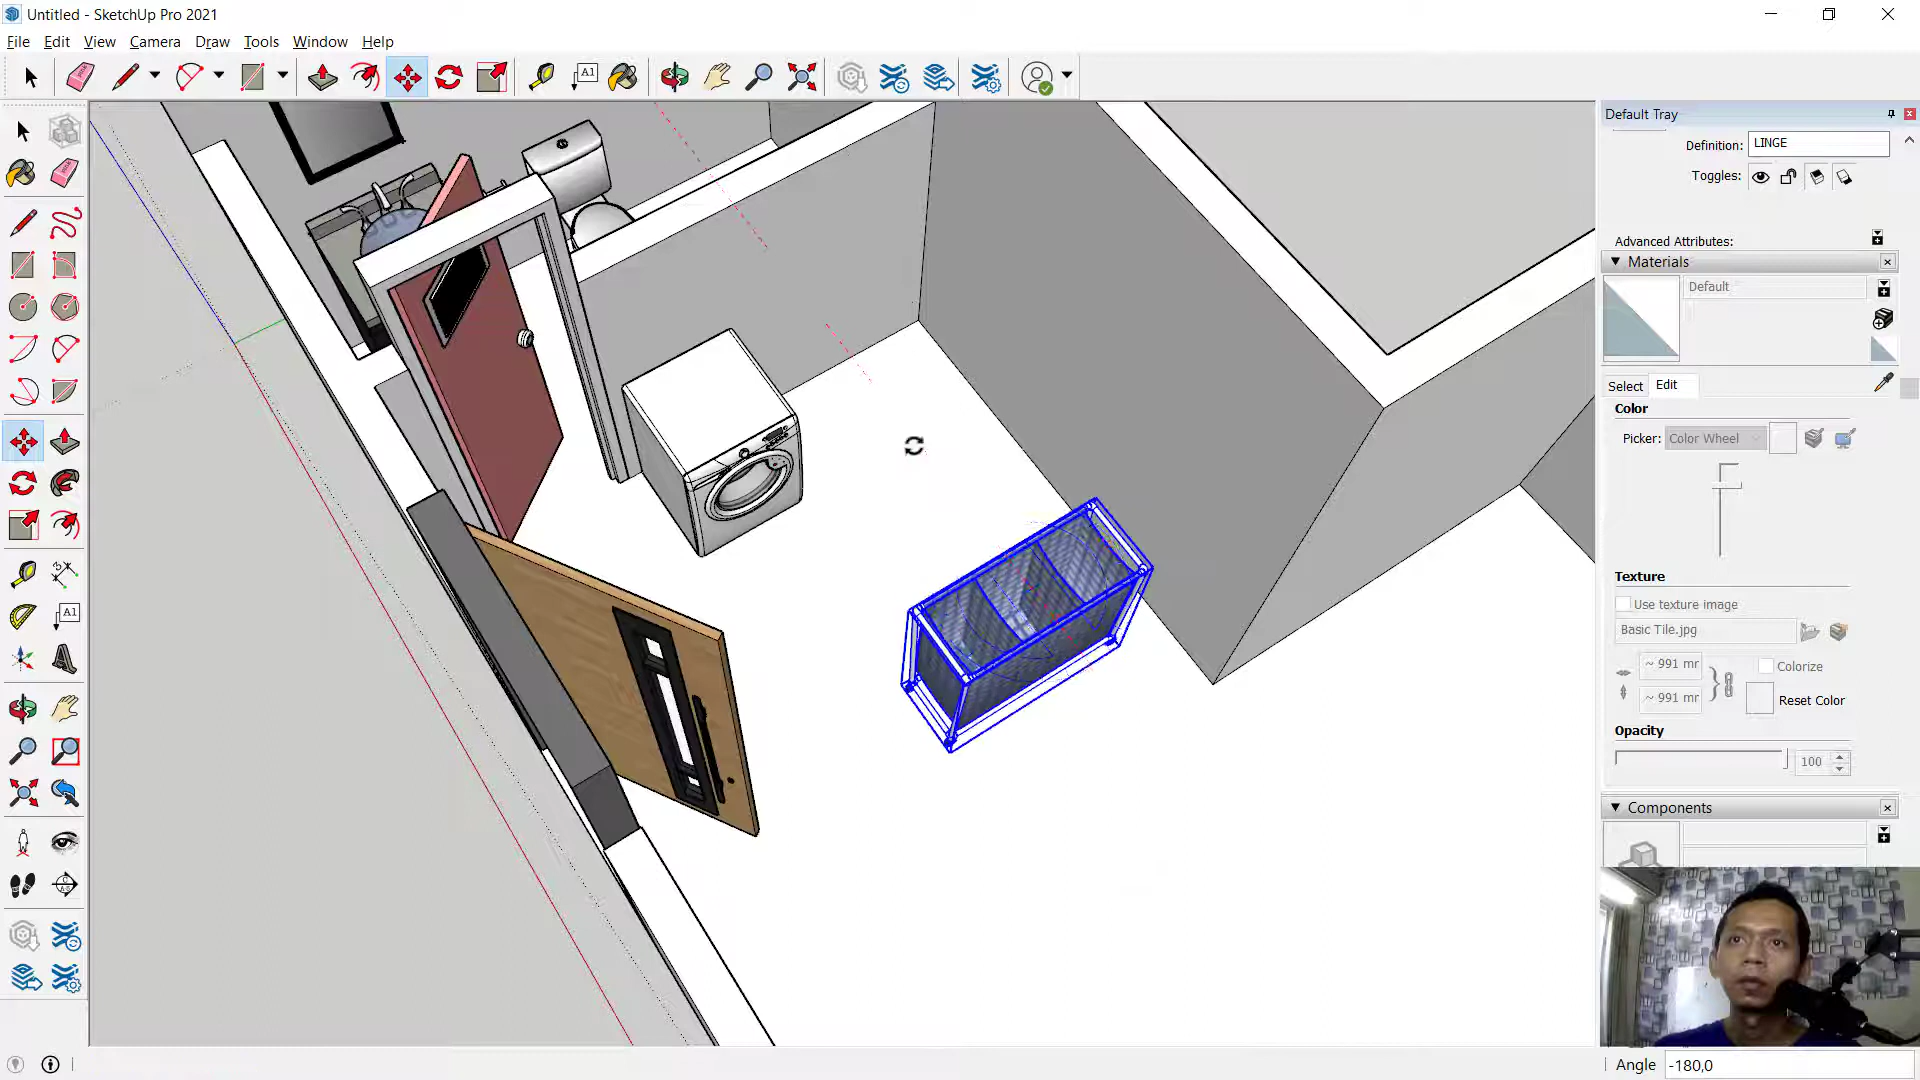 Untitled - SketchUp Pro 2021
File Edit View Camera Draw Tools Window Help
A1
Default Tray
Definition: LINGE
Toggles:
Advanced Attributes:
Materials
Default
Select Edit
Color
Picker: Color Wheel
Texture
Use texture image
Basic Tile.jpg
~ 991 mr
Colorize
~ 991 mr
Reset Color
Opacity
100
Components
A1
Angle -180,0